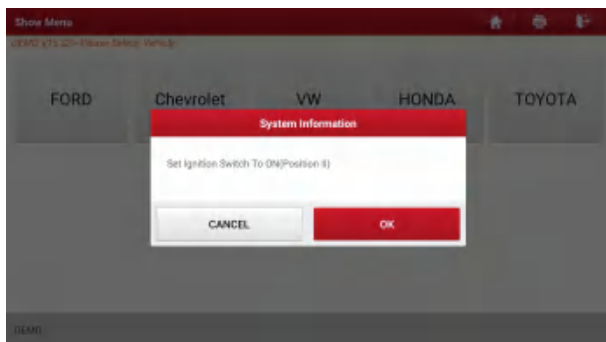 Show Menu
DEMO V15.22> Please Select Vehicle
FORD
Chevrolet
VW
HONDA
TOYOTA
System Information
Set Ignition Switch To ON(Position II)
CANCEL
OK
DEMO